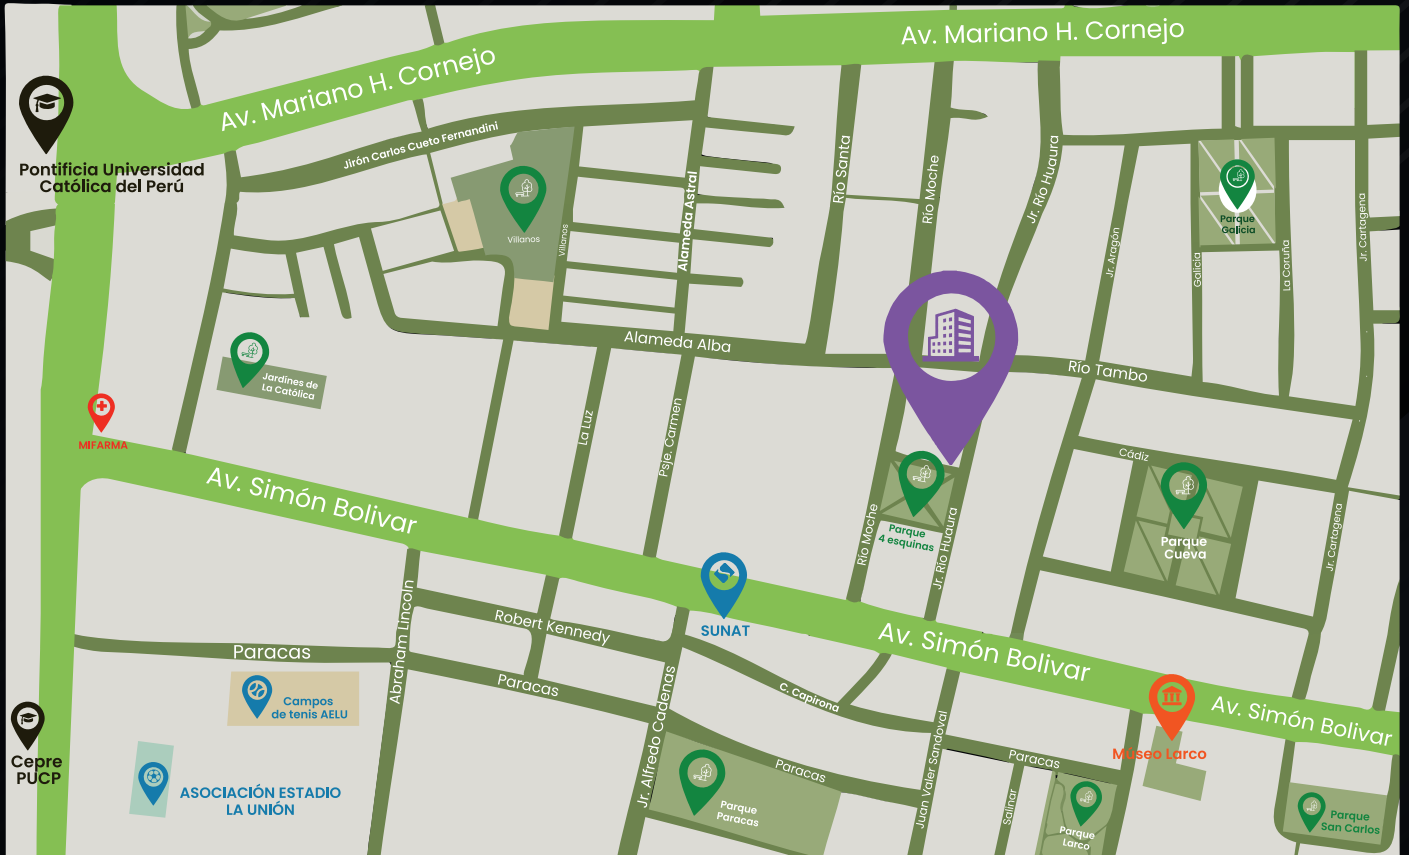 Av. Mariano H. Cornejo
Av. Mariano H. Cornejo
Pontificia Universidad
Católica del Perú
Jirón Carlos Cueto Fernandini
Villanos
Villanos
Alameda Astral
Río Santa
Río Moche
Jr. Río Huaura
Jr. Aragón
Parque
Galicia
Galicia
La Coruña
Jr. Cartagena
Alameda Alba
Río Tambo
Jardines de
La Católica
MIFARMA
La Luz
Psje. Carmen
Av. Simón Bolivar
Río Moche
Parque
4 esquinas
Jr. Río Huaura
Cádiz
Parque
Cueva
Jr. Cartagena
SUNAT
Abraham Lincoln
Robert Kennedy
Av. Simón Bolivar
Paracas
Paracas
C. Capirona
Jr. Alfredo Cadenas
Campos
de tenis AELU
Av. Simón Bolivar
Múseo Larco
Cepre
PUCP
ASOCIACIÓN ESTADIO
LA UNIÓN
Paracas
Juan Valer Sandoval
Paracas
Salinar
Parque
Paracas
Parque
Larco
Parque
San Carlos